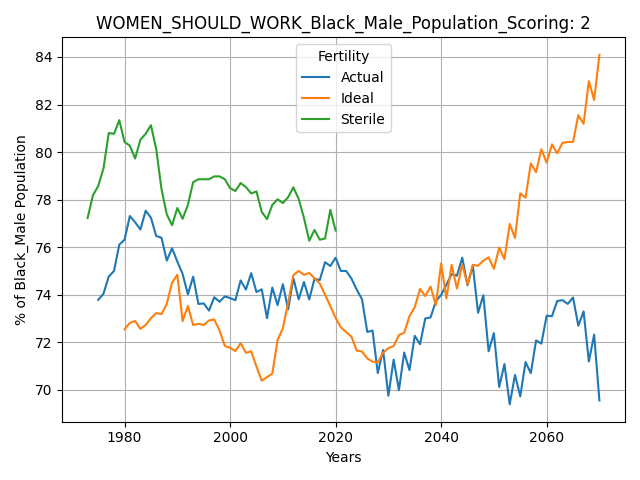 WOMEN_SHOULD_WORK_Black_Male_Population_Scoring: 2
Fertility
Actual
Ideal
Sterile
% of Black_Male Population
84
82
80
78
76
74
72
70
1980
2000
2020
2040
2060
Years